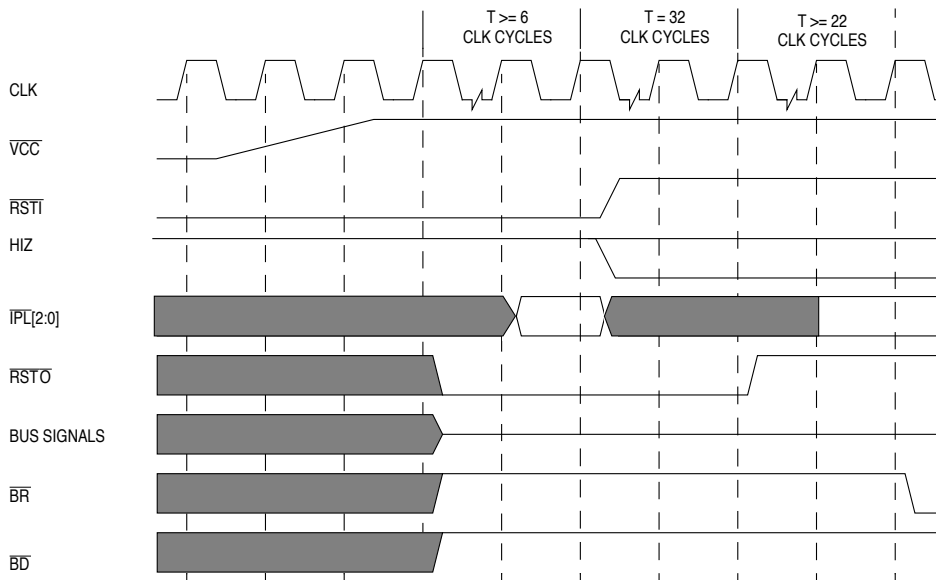 T >= 6
CLK CYCLES
T = 32
CLK CYCLES
T >= 22
CLK CYCLES
CLK
VCC
RSTI
HIZ
IPL[2:0]
RSTO
BUS SIGNALS
BR
BD